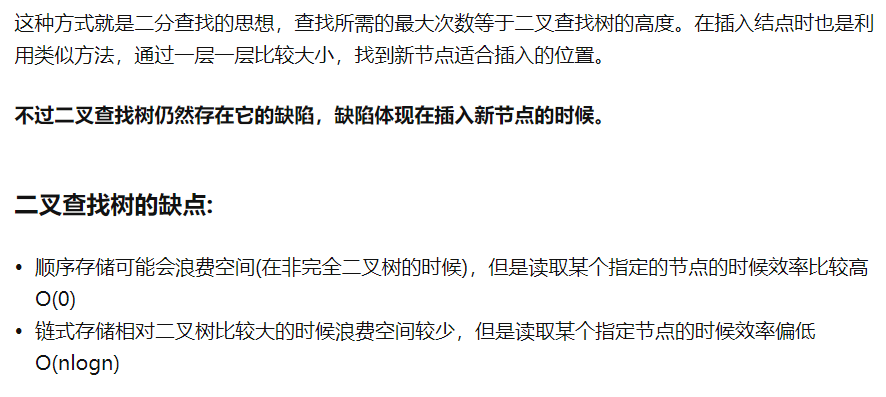 这种方式就是二分查找的思想，查找所需的最大次数等于二叉查找树的高度。在插入结点时也是利
用类似方法，通过一层一层比较大小，找到新节点适合插入的位置。
不过二叉查找树仍然存在它的缺陷，缺陷体现在插入新节点的时候。
二叉查找树的缺点:
• 顺序存储可能会浪费空间(在非完全二叉树的时候)，但是读取某个指定的节点的时候效率比较高
O(0)
• 链式存储相对二叉树比较大的时候浪费空间较少，但是读取某个指定节点的时候效率偏低
O(nlogn)